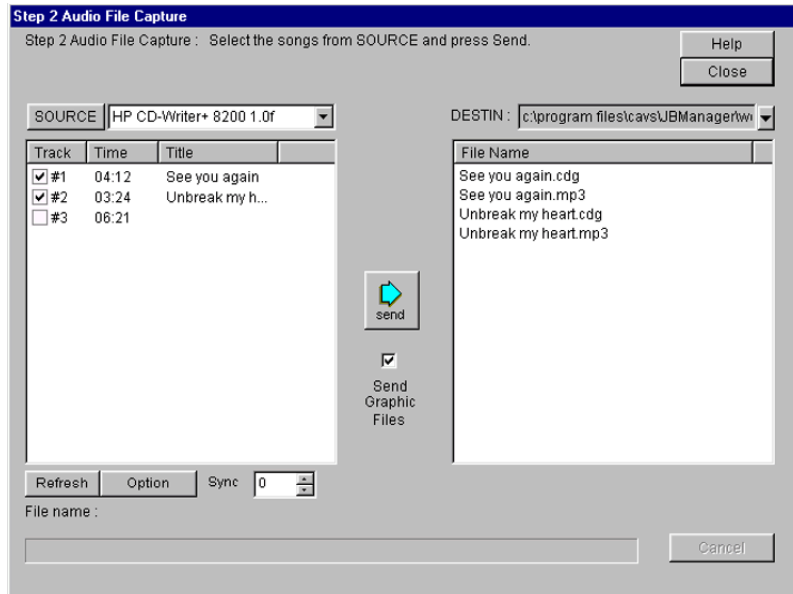 Step 2 Audio File Capture
Step 2 Audio File Capture : Select the songs from SOURCE and press Send.
Help
Close
SOURCE HP CD-Writer+ 8200 1.0f
DESTIN : c:\program files\cavs\JBManager\w
Track Time Title
#1 04:12 See you again
#2 03:24 Unbreak my h...
#3 06:21
File Name
See you again.cdg
See you again.mp3
Unbreak my heart.cdg
Unbreak my heart.mp3
send
Send
Graphic
Files
Refresh Option Sync 0
File name :
Cancel